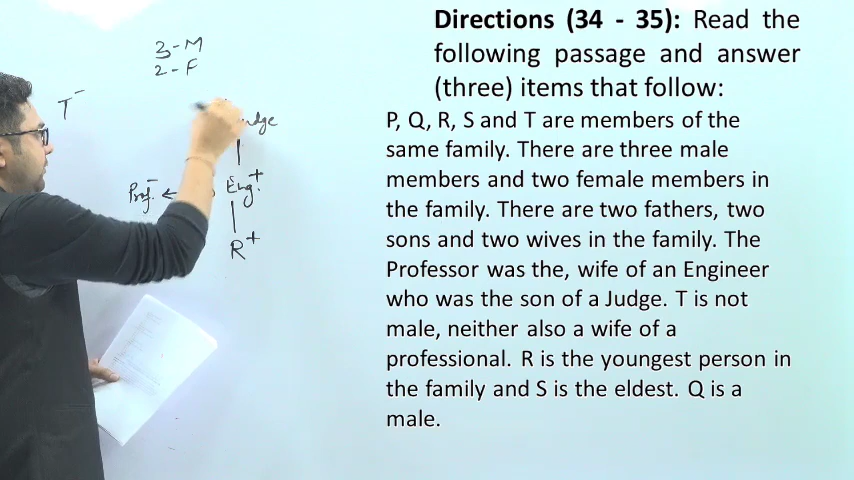 Directions (34 - 35): Read the
following passage and answer
(three) items that follow:
P, Q, R, S and T are members of the
same family. There are three male
members and two female members in
the family. There are two fathers, two
sons and two wives in the family. The
Professor was the, wife of an Engineer
who was the son of a Judge. T is not
male, neither also a wife of a
professional. R is the youngest person in
the family and S is the eldest. Q is a
male.
3-M
2-F
T-
Prof.- ← Eng.+
R+